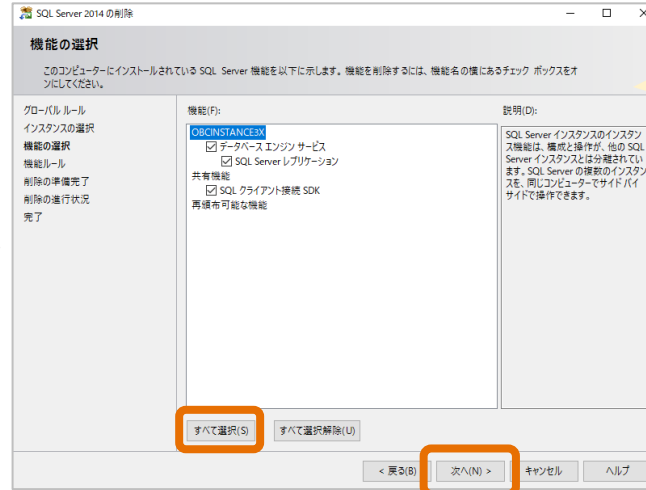 SQL Server 2014 の削除
機能の選択
このコンピューターにインストールされている SQL Server 機能を以下に示します。機能を削除するには、機能名の横にあるチェック ボックスをオ
ンにしてください。
グローバル ルール
インスタンスの選択
機能の選択
機能ルール
削除の準備完了
削除の進行状況
完了
機能(F):
OBCINSTANCE3X
データベース エンジン サービス
SQL Server レプリケーション
共有機能
SQL クライアント接続 SDK
再頒布可能な機能
すべて選択(S)
すべて選択解除(U)
説明(D):
SQL Server インスタンスのインスタン
ス機能は、構成と操作が、他の SQL
Server インスタンスとは分離されてい
ます。SQL Server の複数のインスタン
スを、同じコンピューターでサイド バイ
サイドで操作できます。
< 戻る(B)
次へ(N) >
キャンセル
ヘルプ